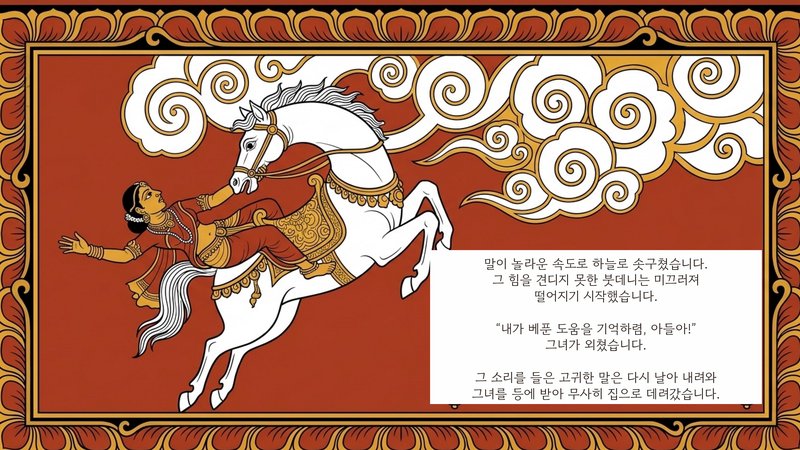 말이 놀라운 속도로 하늘로 솟구쳤습니다.
그 힘을 견디지 못한 붓데니는 미끄러져
떨어지기 시작했습니다.
“내가 베푼 도움을 기억하렴, 아들아!”
그녀가 외쳤습니다.
그 소리를 들은 고귀한 말은 다시 날아 내려와
그녀를 등에 받아 무사히 집으로 데려갔습니다.